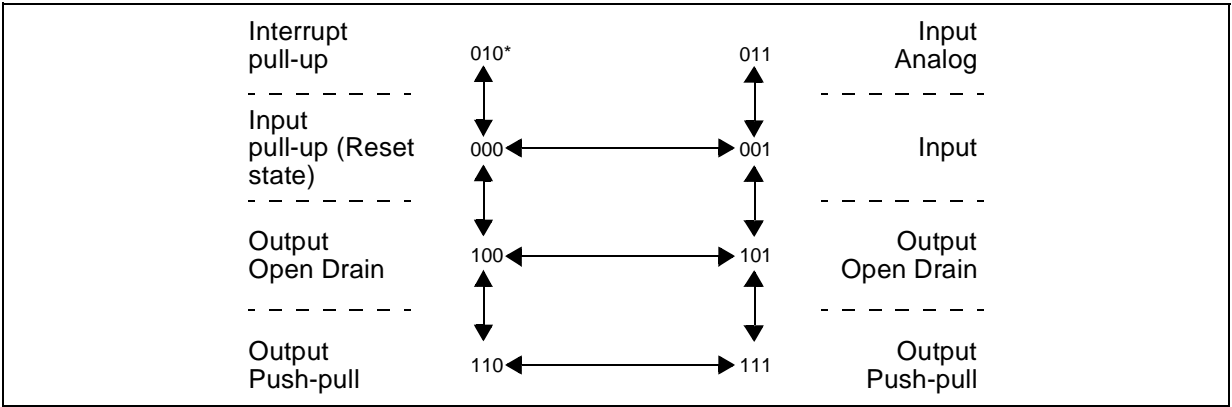 Interrupt
pull-up
010*
011
Input
Analog
Input
pull-up (Reset
state)
000
001
Input
Output
Open Drain
100
101
Output
Open Drain
Output
Push-pull
110
111
Output
Push-pull